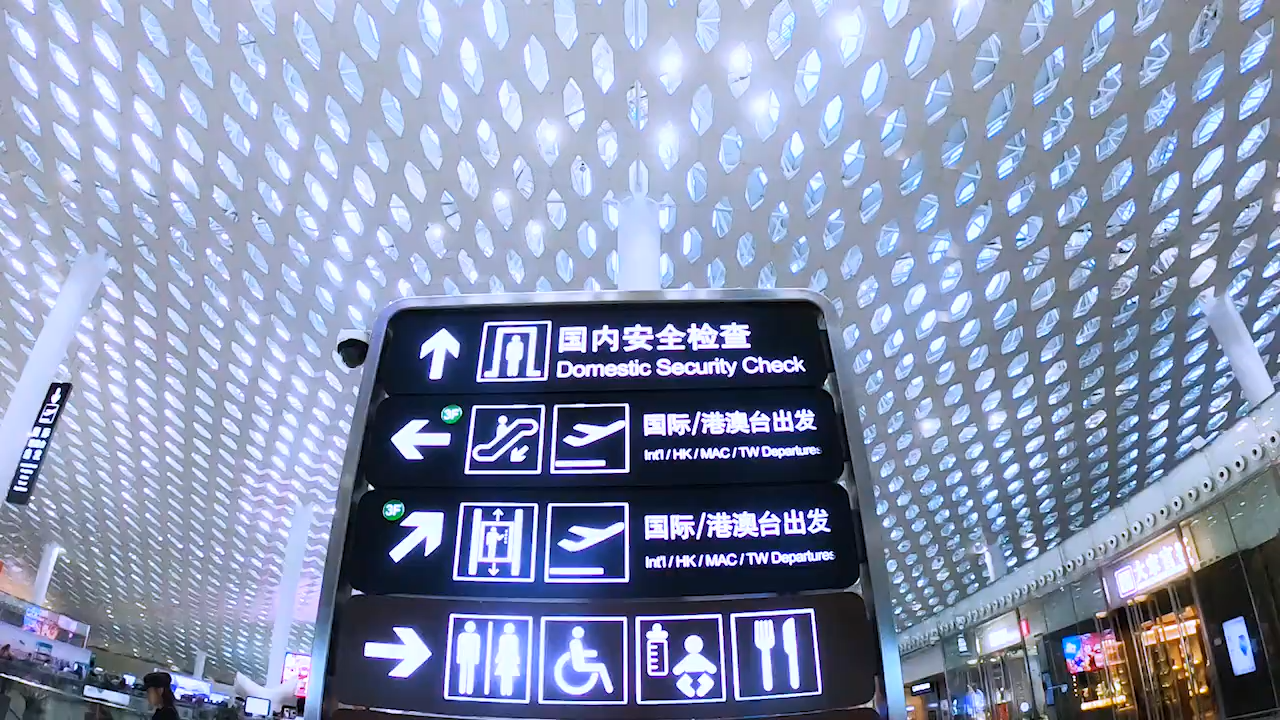 国内安全检查
Domestic Security Check
3F
国际/港澳台出发
Int'l / HK / MAC / TW Departures
3F
国际/港澳台出发
Int'l / HK / MAC / TW Departures